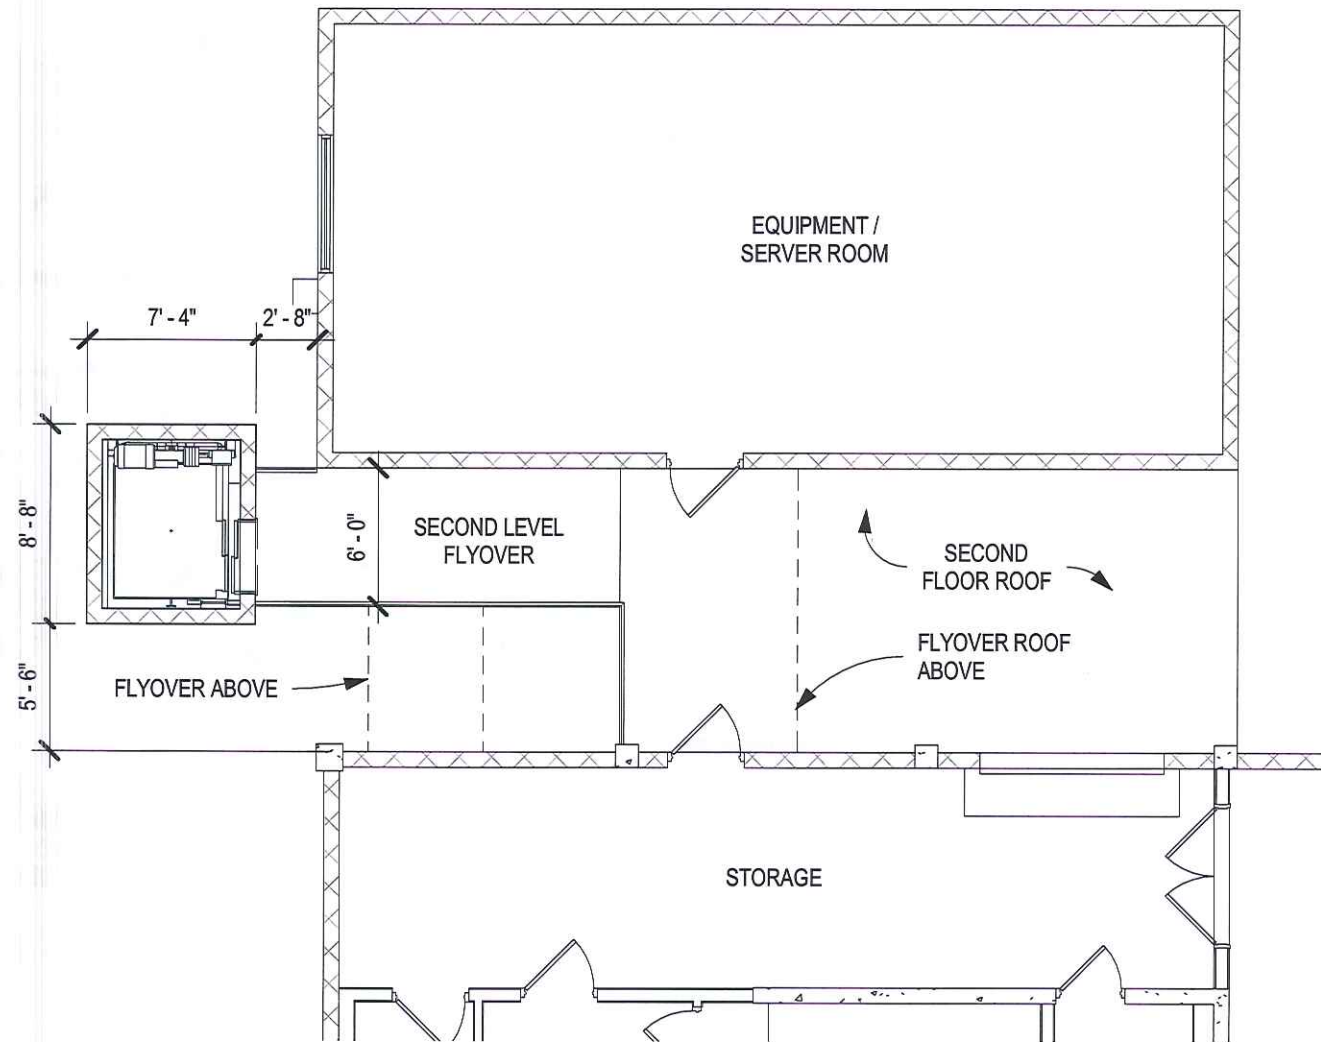 EQUIPMENT /
SERVER ROOM
7' - 4"
2' - 8"
8' - 8"
6' - 0"
SECOND LEVEL
FLYOVER
SECOND
FLOOR ROOF
FLYOVER ROOF
ABOVE
5' - 6"
FLYOVER ABOVE
STORAGE